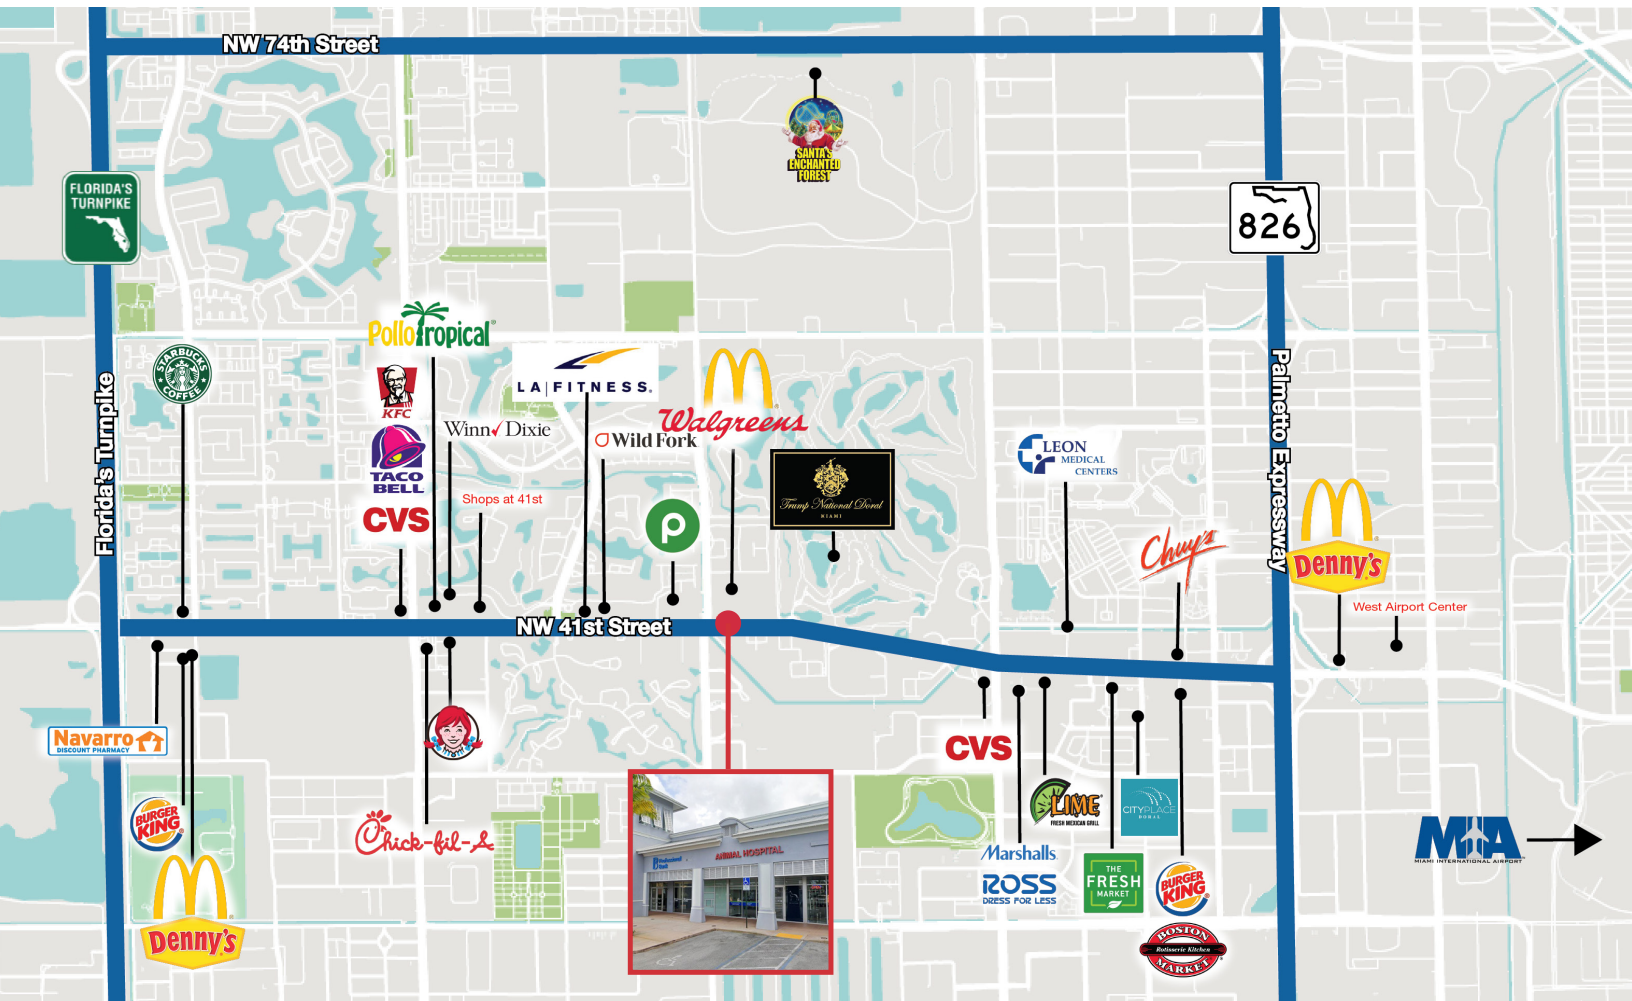 NW 74th Street
SANTA'S
ENCHANTED
FOREST
FLORIDA'S
TURNPIKE
826
Pollo Tropical
STARBUCKS
COFFEE
LA|FITNESS.
KFC
Florida's Turnpike
Palmetto Expressway
Walgreens
Winn Dixie
Wild Fork
TACO
BELL
LEON
MEDICAL
CENTERS
Shops at 41st
Trump National Doral
MIAMI
CVS
p
Chuy's
Denny's
West Airport Center
NW 41st Street
Navarro
DISCOUNT PHARMACY
CVS
BURGER
KING
LIME
FRESH MEXICAN GRILL
CITYPLACE
DORAL
Chick-fil-A
ANIMAL HOSPITAL
MIA
MIAMI INTERNATIONAL AIRPORT
Marshalls
ROSS
DRESS FOR LESS
THE
FRESH
MARKET
BURGER
KING
Denny's
BOSTON
Rotisserie Kitchen
MARKET